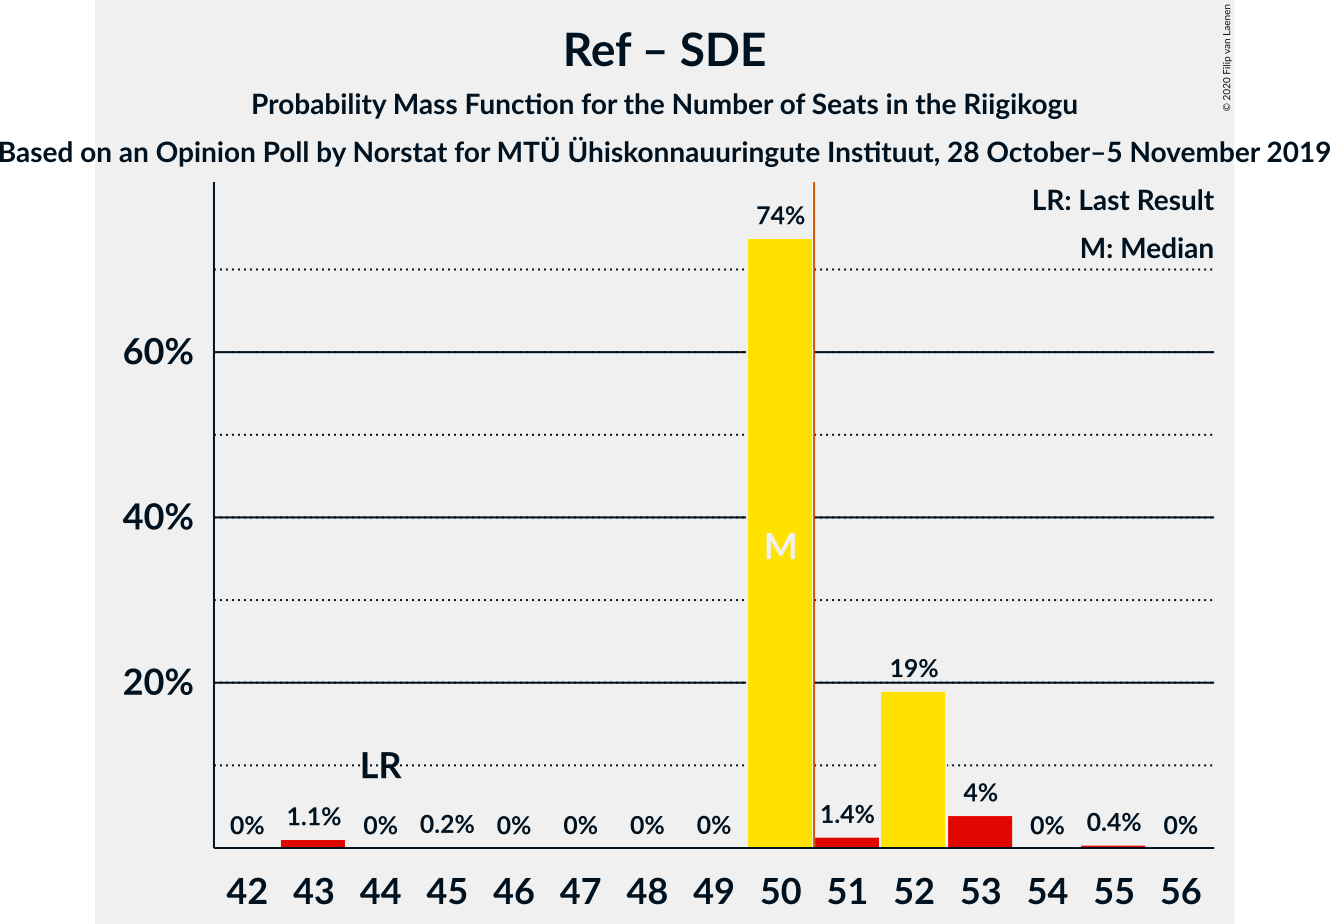 Ref – SDE
Probability Mass Function for the Number of Seats in the Riigikogu
Based on an Opinion Poll by Norstat for MTÜ Ühiskonnauuringute Instituut, 28 October–5 November 2019
© 2020 Filip van Laenen
LR: Last Result
M: Median
74%
60%
40%
M
20%
19%
LR
0% 1.1% 0% 0.2% 0% 0% 0% 0% 1.4% 4% 0% 0.4% 0%
42 43 44 45 46 47 48 49 50 51 52 53 54 55 56